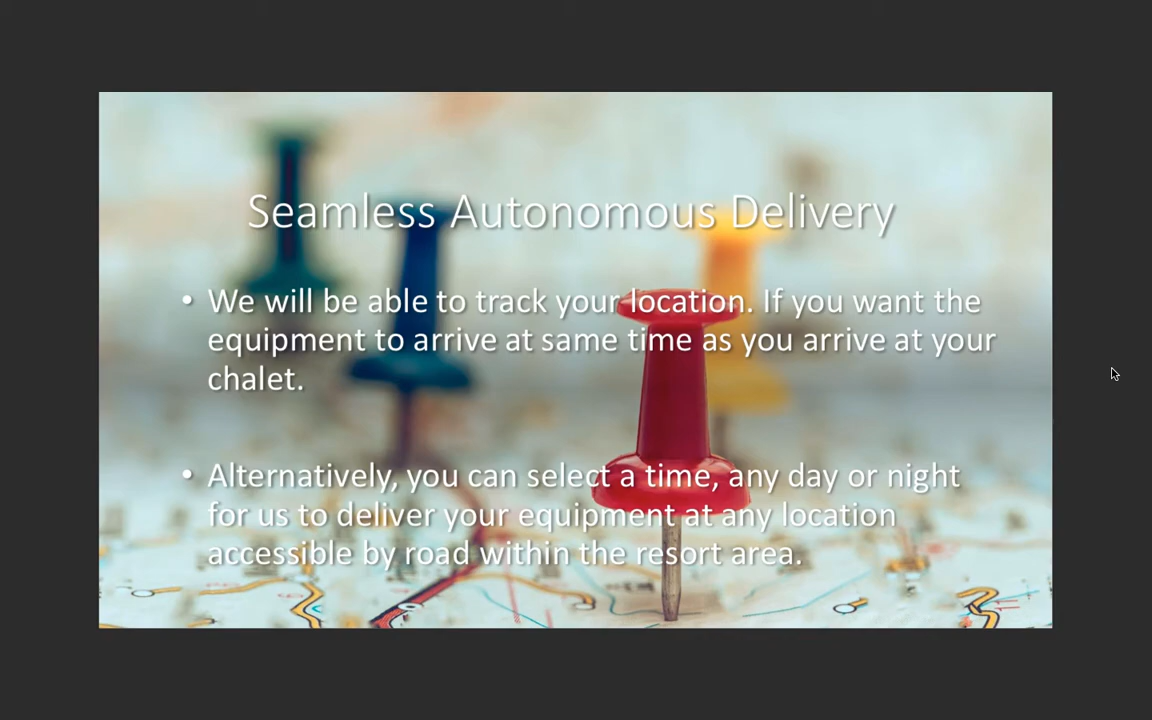 Seamless Autonomous Delivery
• We will be able to track your location. If you want the
equipment to arrive at same time as you arrive at your
chalet.
• Alternatively, you can select a time, any day or night
for us to deliver your equipment at any location
accessible by road within the resort area.